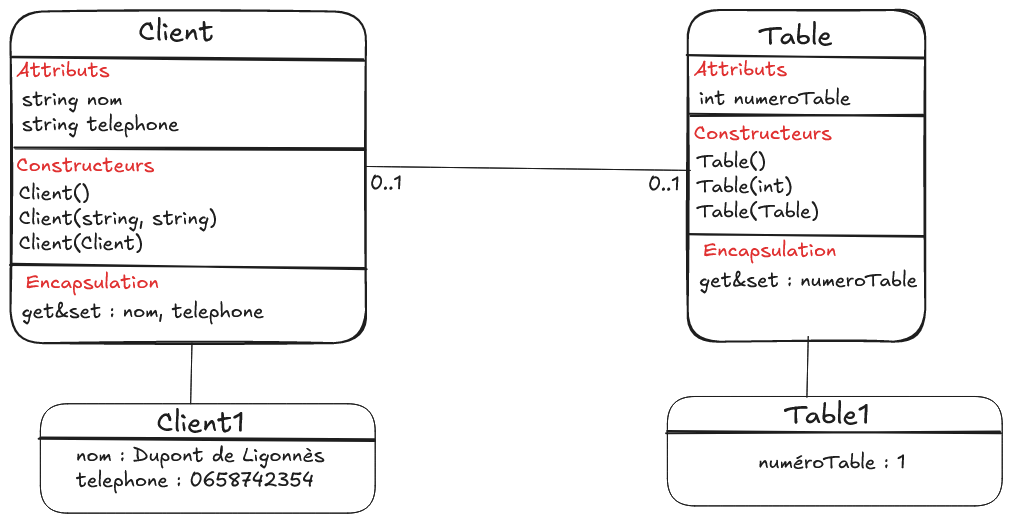 Client
Attributs
string nom
string telephone
Constructeurs
Client()
Client(string, string)
Client(Client)
Encapsulation
get&set : nom, telephone
0..1
0..1
Table
Attributs
int numeroTable
Constructeurs
Table()
Table(int)
Table(Table)
Encapsulation
get&set : numeroTable
Client1
nom : Dupont de Ligonnès
telephone : 0658742354
Table1
numéroTable : 1